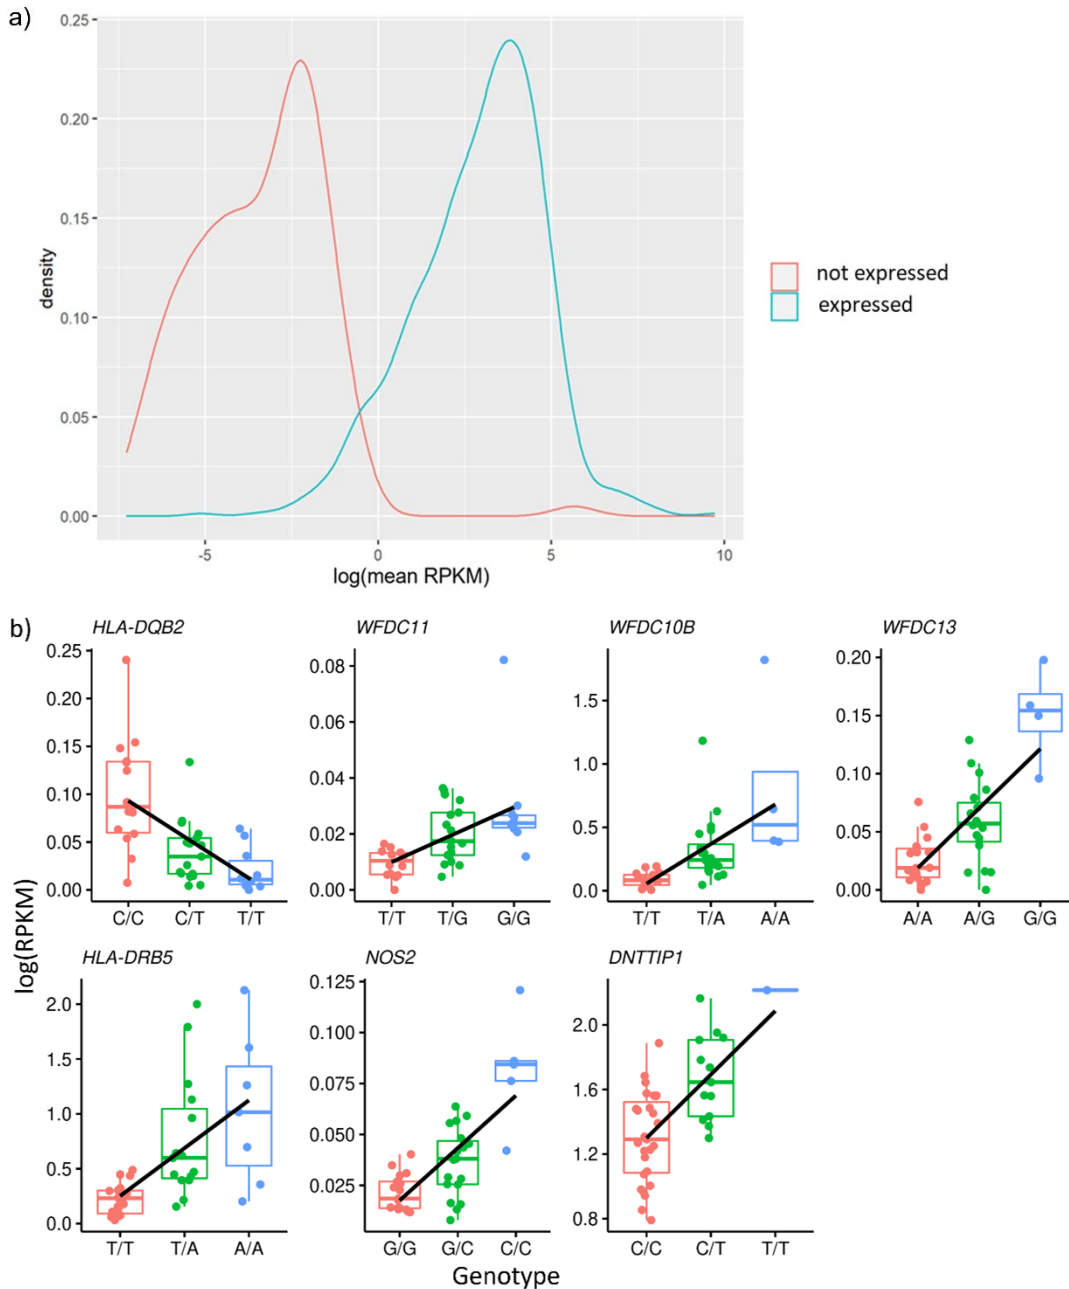 a)
0.25
0.20
0.15
0.10
0.05
0.00
density
-5 0 5 10
log(mean RPKM)
not expressed
expressed
b)
HLA-DQB2
0.25
0.20
0.15
0.10
0.05
0.00
C/C C/T T/T
WFDC11
0.08
0.06
0.04
0.02
0.00
T/T T/G G/G
WFDC10B
1.5
1.0
0.5
0.0
T/T T/A A/A
WFDC13
0.20
0.15
0.10
0.05
0.00
A/A A/G G/G
log(RPKM)
HLA-DRB5
2.0
1.5
1.0
0.5
0.0
T/T T/A A/A
NOS2
0.125
0.100
0.075
0.050
0.025
G/G G/C C/C
DNTTIP1
2.0
1.6
1.2
0.8
C/C C/T T/T
Genotype